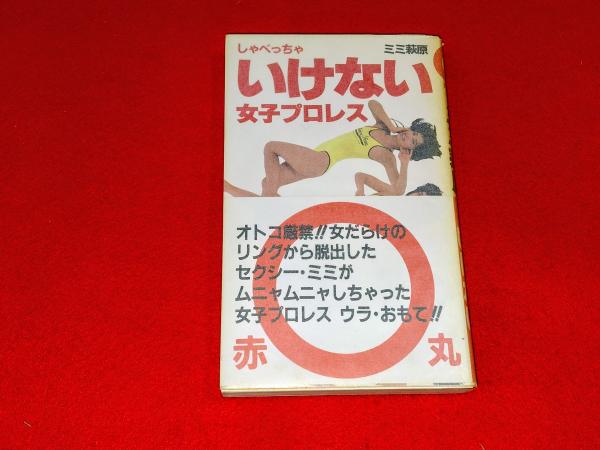 しゃべっちゃ
ミミ萩原
いけない
女子プロレス
オトコ厳禁!!女だらけの
リングから脱出した
セクシー・ミミが
ムニャムニャしちゃった
女子プロレス ウラ・おもて!!
赤 丸